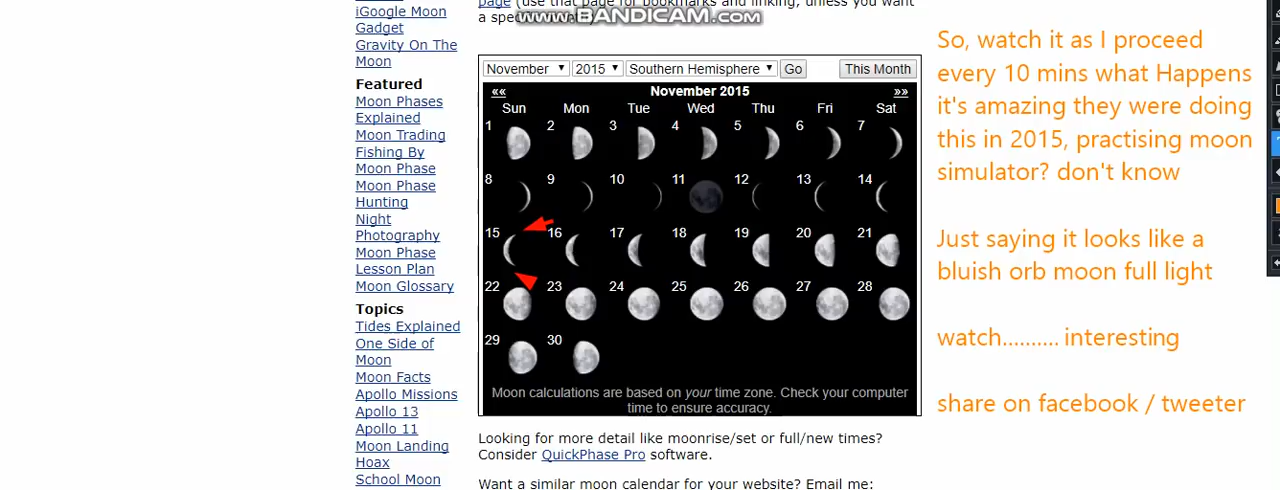 iGoogle Moon
Gadget
Gravity On The
Moon
Featured
Moon Phases
Explained
Moon Trading
Fishing By
Moon Phase
Moon Phase
Hunting
Night
Photography
Moon Phase
Lesson Plan
Moon Glossary
Topics
Tides Explained
One Side of
Moon
Moon Facts
Apollo Missions
Apollo 13
Apollo 11
Moon Landing
Hoax
School Moon
page (use that page for bookmarks and linking, unless you want
a spec
www.BANDICAM.com
November 2015 Southern Hemisphere Go This Month
«« November 2015 »»
Sun Mon Tue Wed Thu Fri Sat
1 2 3 4 5 6 7
8 9 10 11 12 13 14
15 16 17 18 19 20 21
22 23 24 25 26 27 28
29 30
Moon calculations are based on your time zone. Check your computer
time to ensure accuracy.
Looking for more detail like moonrise/set or full/new times?
Consider QuickPhase Pro software.
Want a similar moon calendar for your website? Email me:
So, watch it as I proceed
every 10 mins what Happens
it's amazing they were doing
this in 2015, practising moon
simulator? don't know
Just saying it looks like a
bluish orb moon full light
watch.......... interesting
share on facebook / tweeter